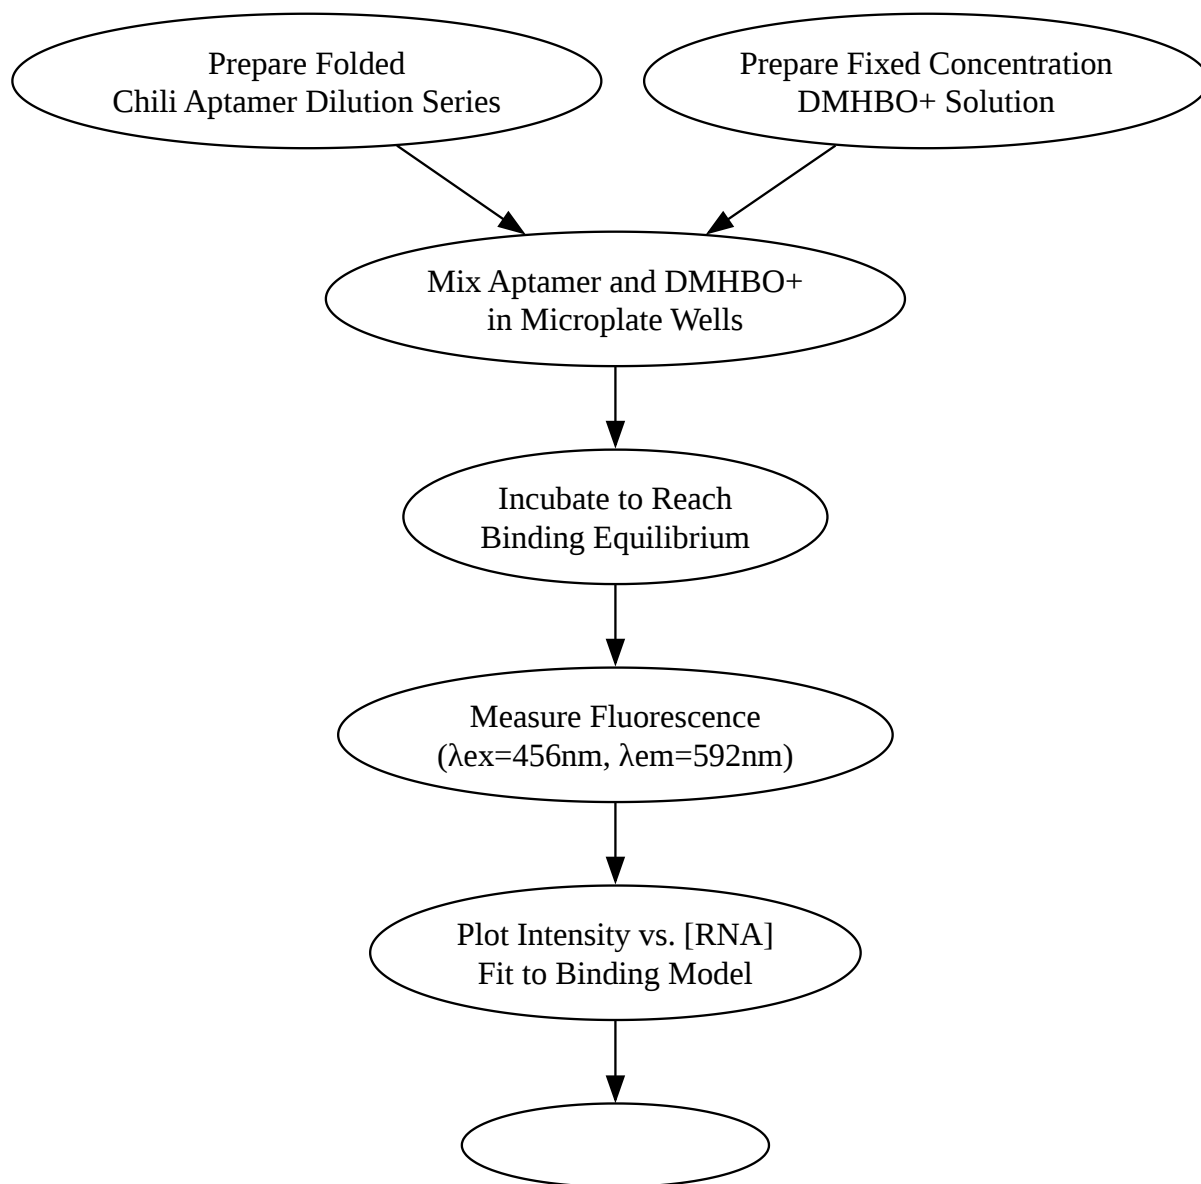 Prepare Folded
Chili Aptamer Dilution Series
Prepare Fixed Concentration
DMHBO+ Solution
Mix Aptamer and DMHBO+
in Microplate Wells
Incubate to Reach
Binding Equilibrium
Measure Fluorescence
(λex=456nm, λem=592nm)
Plot Intensity vs. [RNA]
Fit to Binding Model